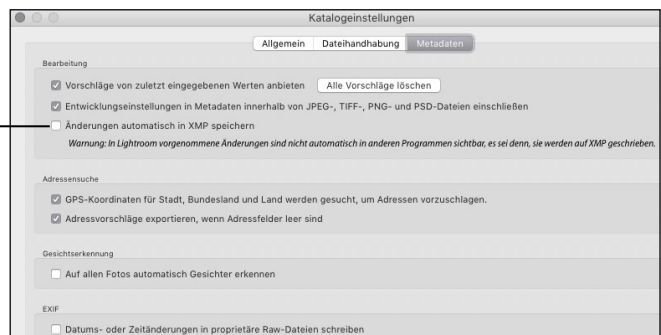 Katalogeinstellungen
Allgemein Dateihandhabung Metadaten
Bearbeitung
Vorschläge von zuletzt eingegebenen Werten anbieten Alle Vorschläge löschen
Entwicklungseinstellungen in Metadaten innerhalb von JPEG-, TIFF-, PNG- und PSD-Dateien einschließen
Änderungen automatisch in XMP speichern
Warnung: In Lightroom vorgenommene Änderungen sind nicht automatisch in anderen Programmen sichtbar, es sei denn, sie werden auf XMP geschrieben.
Adressensuche
GPS-Koordinaten für Stadt, Bundesland und Land werden gesucht, um Adressen vorzuschlagen.
Adressvorschläge exportieren, wenn Adressfelder leer sind
Gesichtserkennung
Auf allen Fotos automatisch Gesichter erkennen
EXIF
Datums- oder Zeitänderungen in proprietäre Raw-Dateien schreiben